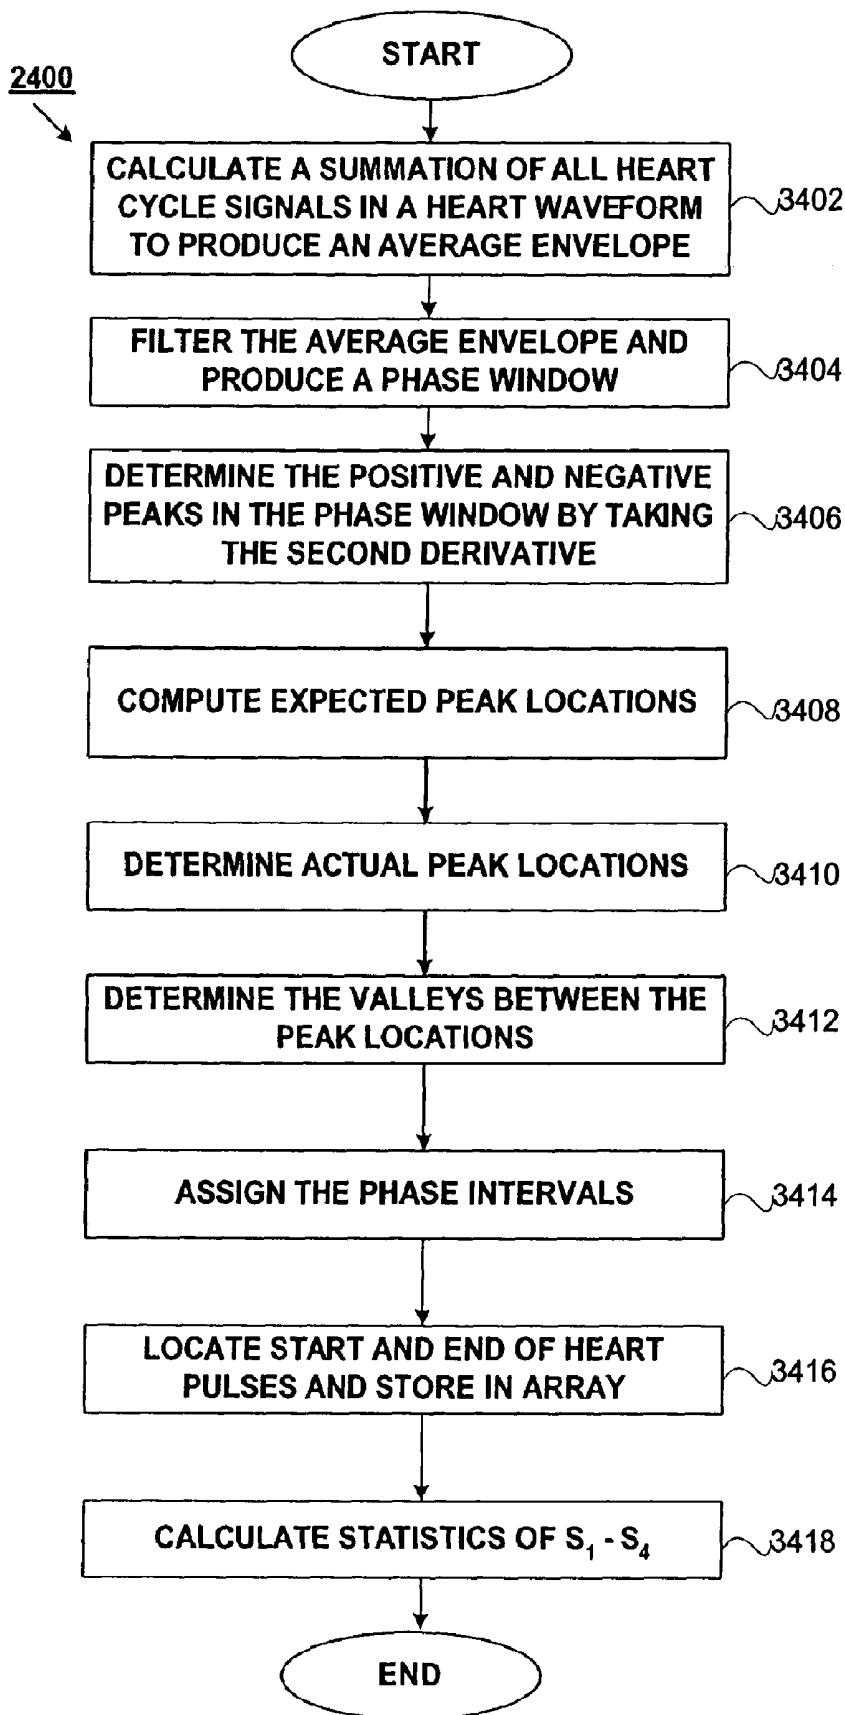 START
2400
CALCULATE A SUMMATION OF ALL HEART
CYCLE SIGNALS IN A HEART WAVEFORM
TO PRODUCE AN AVERAGE ENVELOPE
3402
FILTER THE AVERAGE ENVELOPE AND
PRODUCE A PHASE WINDOW
3404
DETERMINE THE POSITIVE AND NEGATIVE
PEAKS IN THE PHASE WINDOW BY TAKING
THE SECOND DERIVATIVE
3406
COMPUTE EXPECTED PEAK LOCATIONS
3408
DETERMINE ACTUAL PEAK LOCATIONS
3410
DETERMINE THE VALLEYS BETWEEN THE
PEAK LOCATIONS
3412
ASSIGN THE PHASE INTERVALS
3414
LOCATE START AND END OF HEART
PULSES AND STORE IN ARRAY
3416
CALCULATE STATISTICS OF S₁ - S₄
3418
END